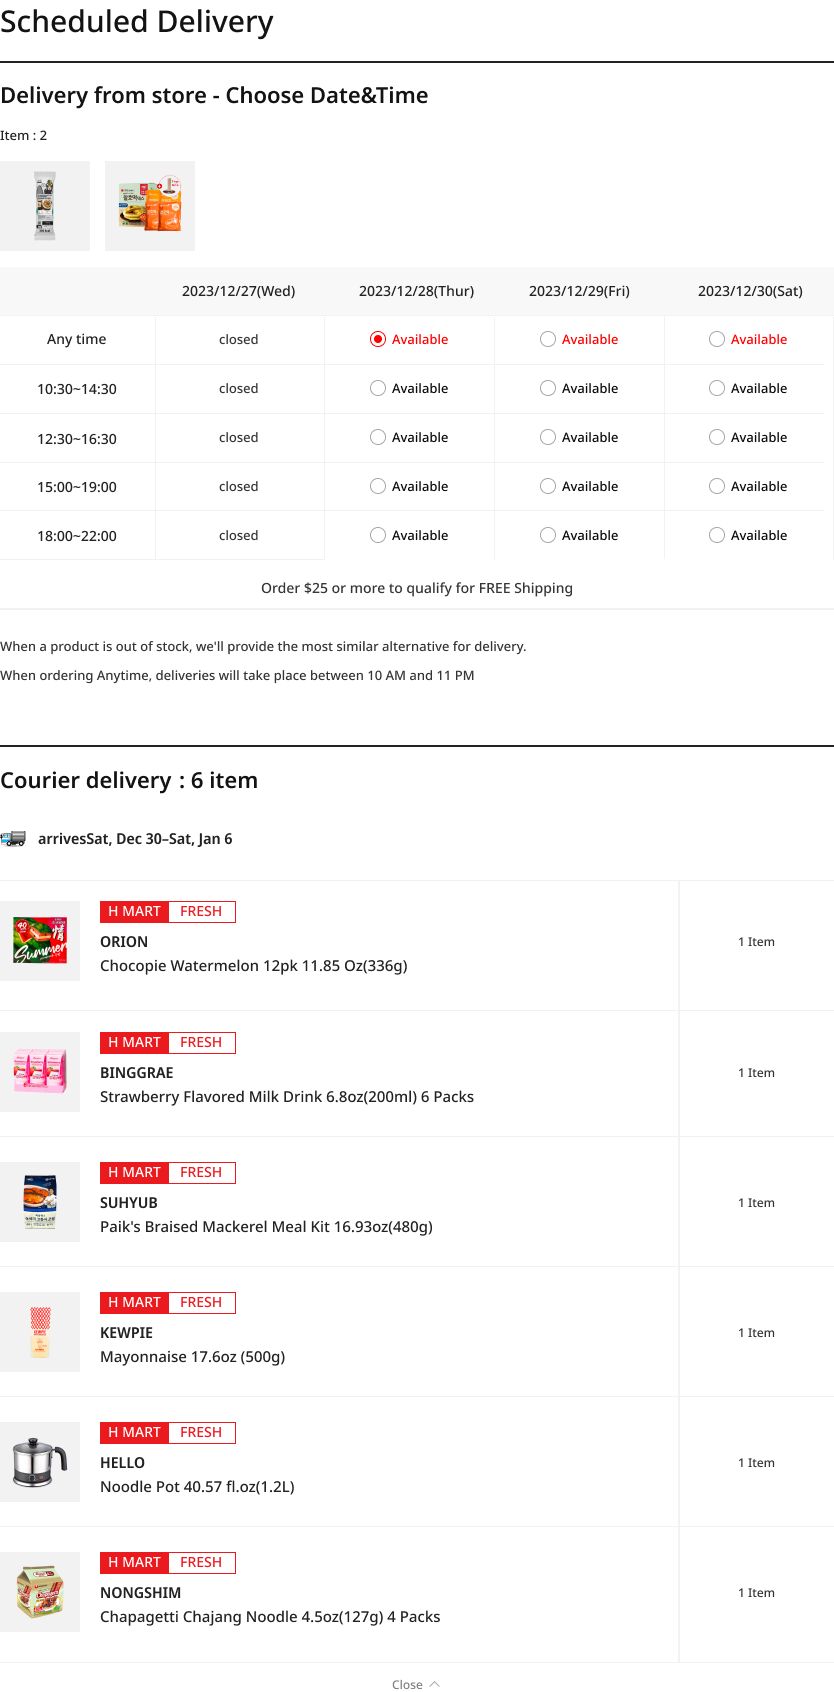 Scheduled Delivery
Delivery from store - Choose Date&Time
Item : 2
2023/12/27(Wed) 2023/12/28(Thur) 2023/12/29(Fri) 2023/12/30(Sat)
Any time closed Available Available Available
10:30~14:30 closed Available Available Available
12:30~16:30 closed Available Available Available
15:00~19:00 closed Available Available Available
18:00~22:00 closed Available Available Available
Order $25 or more to qualify for FREE Shipping
When a product is out of stock, we'll provide the most similar alternative for delivery.
When ordering Anytime, deliveries will take place between 10 AM and 11 PM
Courier delivery : 6 item
arrivesSat, Dec 30–Sat, Jan 6
H MART FRESH
ORION
Chocopie Watermelon 12pk 11.85 Oz(336g)
1 Item
情
Summer
H MART FRESH
BINGGRAE
Strawberry Flavored Milk Drink 6.8oz(200ml) 6 Packs
1 Item
H MART FRESH
SUHYUB
Paik's Braised Mackerel Meal Kit 16.93oz(480g)
1 Item
H MART FRESH
KEWPIE
Mayonnaise 17.6oz (500g)
1 Item
H MART FRESH
HELLO
Noodle Pot 40.57 fl.oz(1.2L)
1 Item
H MART FRESH
NONGSHIM
Chapagetti Chajang Noodle 4.5oz(127g) 4 Packs
1 Item
Close